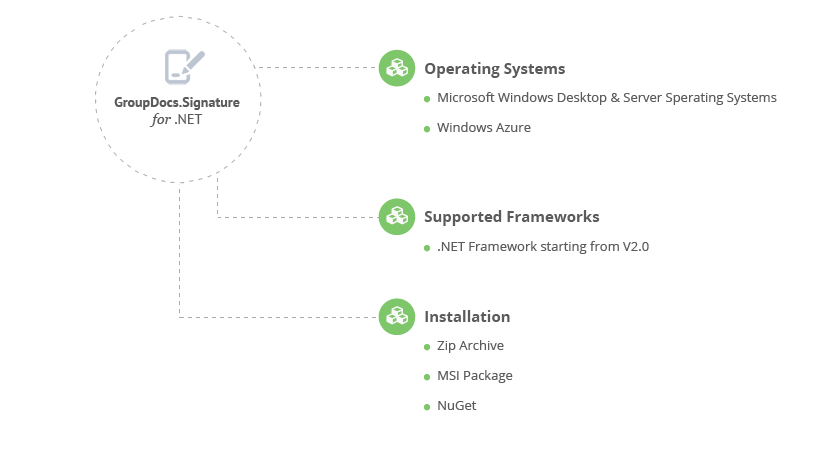 GroupDocs.Signature
for .NET
Operating Systems
Microsoft Windows Desktop & Server Sperating Systems
Windows Azure
Supported Frameworks
.NET Framework starting from V2.0
Installation
Zip Archive
MSI Package
NuGet